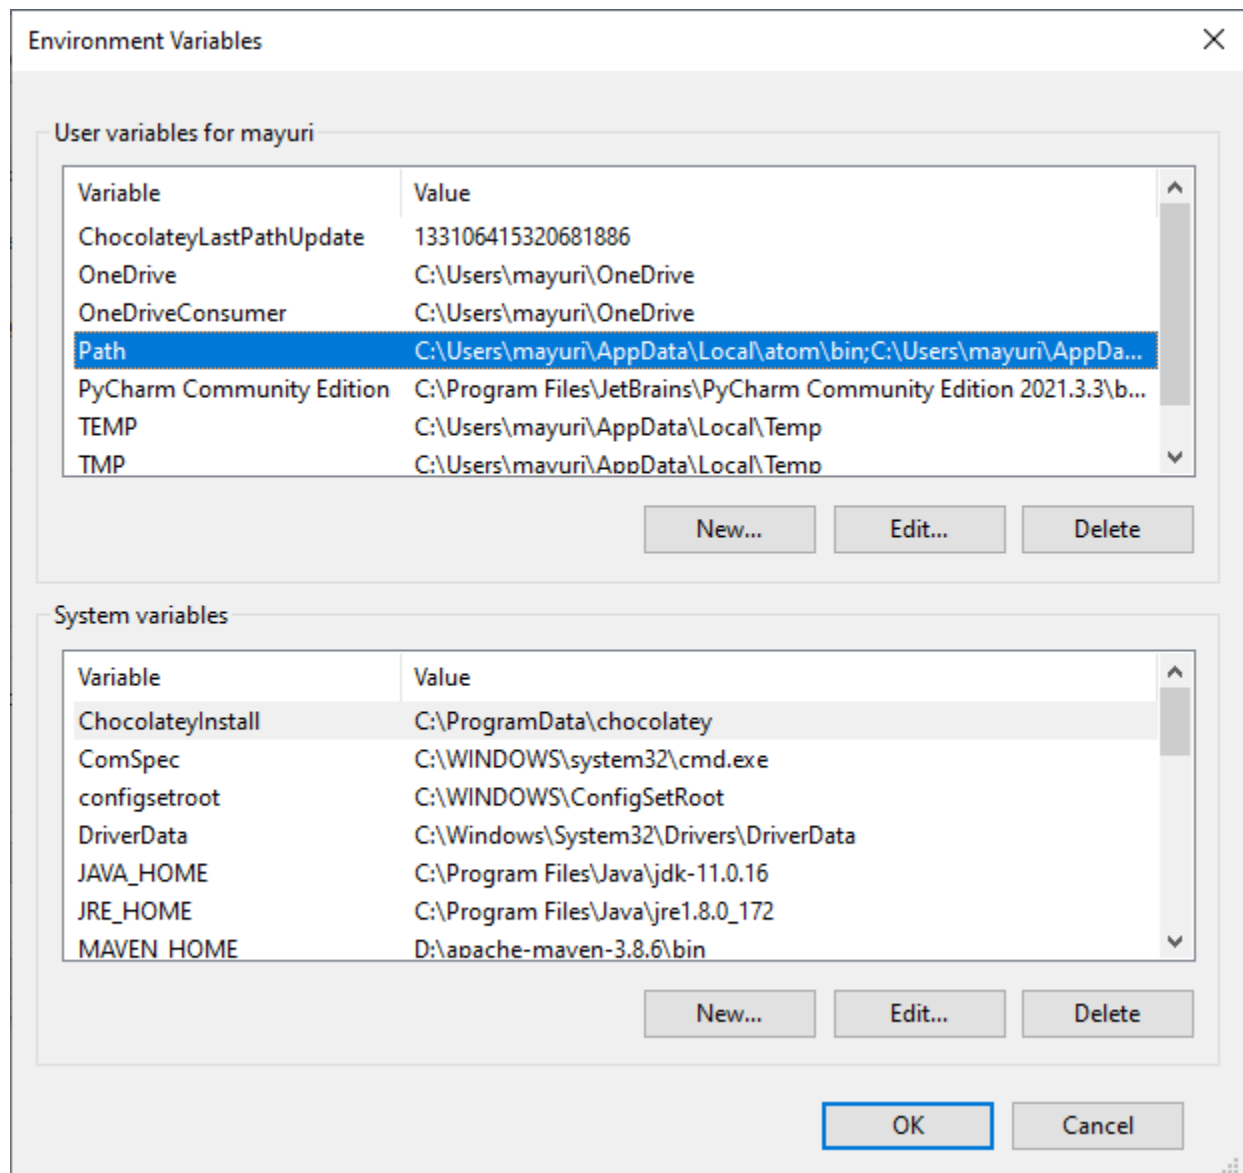 Environment Variables
User variables for mayuri
Variable Value
ChocolateyLastPathUpdate 133106415320681886
OneDrive C:\Users\mayuri\OneDrive
OneDriveConsumer C:\Users\mayuri\OneDrive
Path C:\Users\mayuri\AppData\Local\atom\bin;C:\Users\mayuri\AppDa...
PyCharm Community Edition C:\Program Files\JetBrains\PyCharm Community Edition 2021.3.3\b...
TEMP C:\Users\mayuri\AppData\Local\Temp
TMP C:\Users\mayuri\AppData\Local\Temp
New... Edit... Delete
System variables
Variable Value
ChocolateyInstall C:\ProgramData\chocolatey
ComSpec C:\WINDOWS\system32\cmd.exe
configsetroot C:\WINDOWS\ConfigSetRoot
DriverData C:\Windows\System32\Drivers\DriverData
JAVA_HOME C:\Program Files\Java\jdk-11.0.16
JRE_HOME C:\Program Files\Java\jre1.8.0_172
MAVEN_HOME D:\apache-maven-3.8.6\bin
New... Edit... Delete
OK Cancel